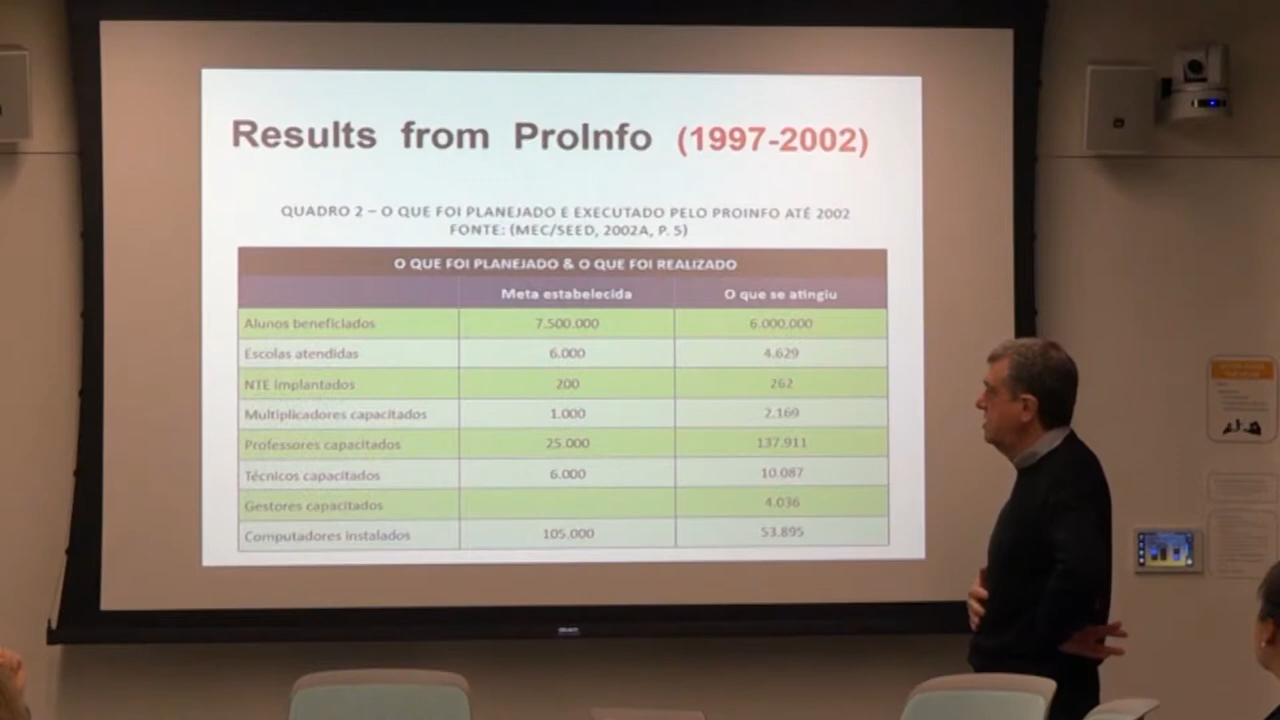 Results from ProInfo (1997-2002)
QUADRO 2 – O QUE FOI PLANEJADO E EXECUTADO PELO PROINFO ATÉ 2002
FONTE: (MEC/SEED, 2002A, P. 5)
O QUE FOI PLANEJADO & O QUE FOI REALIZADO
Meta estabelecida O que se atingiu
Alunos beneficiados 7.500.000 6.000.000
Escolas atendidas 6.000 4.629
NTE implantados 200 262
Multiplicadores capacitados 1.000 2.169
Professores capacitados 25.000 137.911
Técnicos capacitados 6.000 10.087
Gestores capacitados 4.036
Computadores instalados 105.000 53.895